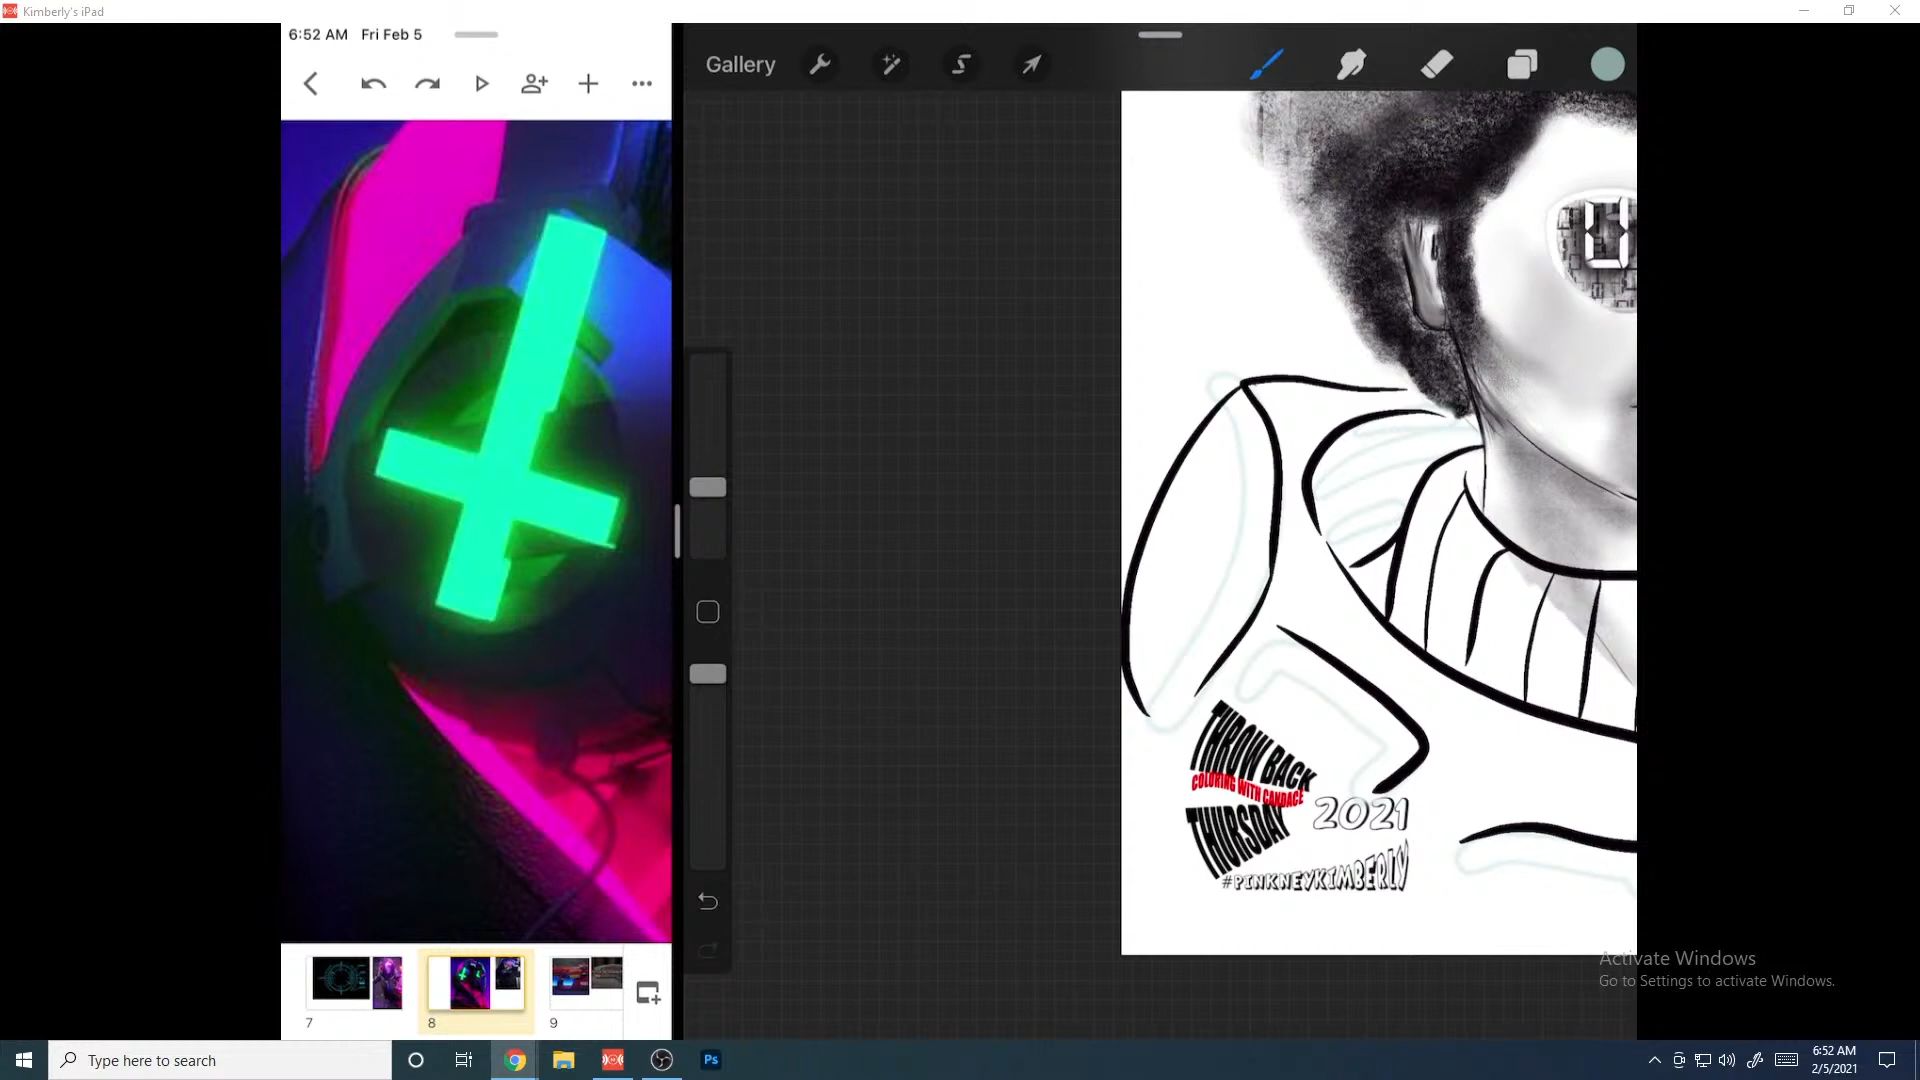 Kimberly's iPad
6:52 AM Fri Feb 5
Gallery
U
THROW BACK
COLORING WITH CANDACE
THURSDAY
2021
#PINKNEYKIMBERLY
7
8
9
Activate Windows
Go to Settings to activate Windows.
Type here to search
Ps
6:52 AM
2/5/2021